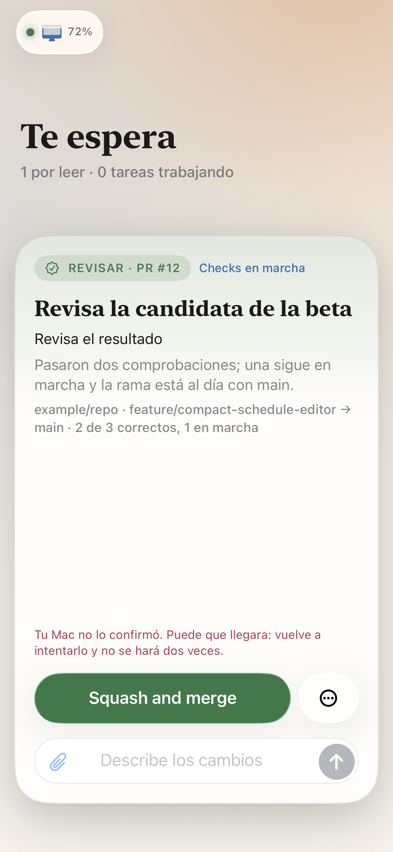 72%
Te espera
1 por leer · 0 tareas trabajando
REVISAR · PR #12
Checks en marcha
Revisa la candidata de la beta
Revisa el resultado
Pasaron dos comprobaciones; una sigue en
marcha y la rama está al día con main.
example/repo · feature/compact-schedule-editor →
main · 2 de 3 correctos, 1 en marcha
Tu Mac no lo confirmó. Puede que llegara: vuelve a
intentarlo y no se hará dos veces.
Squash and merge
Describe los cambios